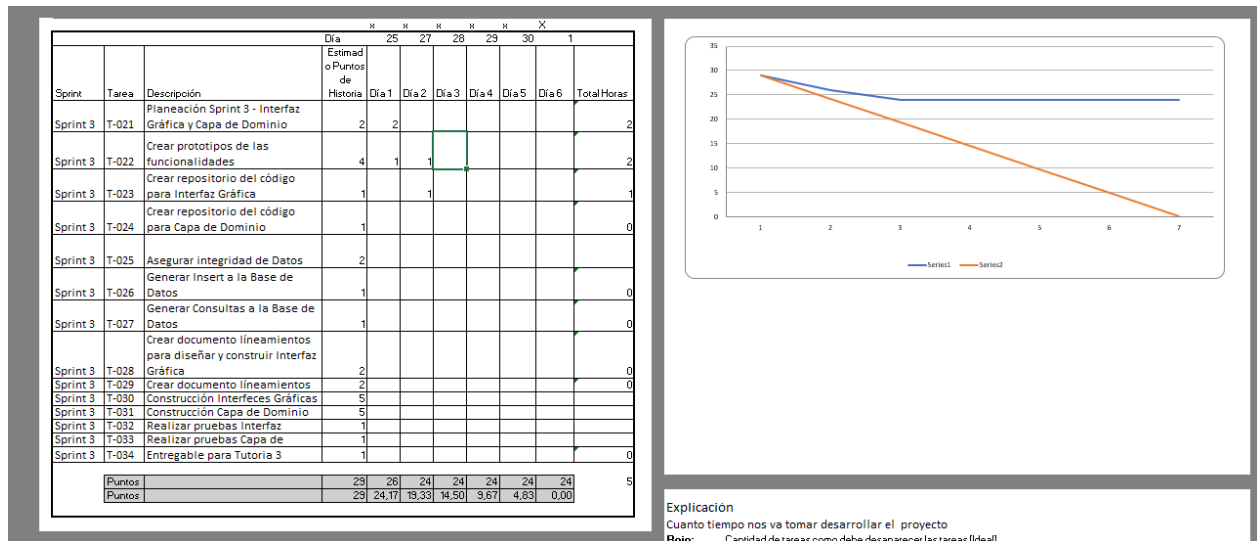 x x x x x X
Día 25 27 28 29 30 1
Sprint Tarea Descripción Estimado Puntos de Historia Día 1 Día 2 Día 3 Día 4 Día 5 Día 6 Total Horas
Planeación Sprint 3 - Interfaz
Sprint 3 T-021 Gráfica y Capa de Dominio 2 2 2
Crear prototipos de las
Sprint 3 T-022 funcionalidades 4 1 1 2
Crear repositorio del código
Sprint 3 T-023 para Interfaz Gráfica 1 1 1
Crear repositorio del código
Sprint 3 T-024 para Capa de Dominio 1 0
Sprint 3 T-025 Asegurar integridad de Datos 2
Generar Insert a la Base de
Sprint 3 T-026 Datos 1 0
Generar Consultas a la Base de
Sprint 3 T-027 Datos 1 0
Crear documento líneamientos
para diseñar y construir Interfaz
Sprint 3 T-028 Gráfica 2 0
Sprint 3 T-029 Crear documento líneamientos 2 0
Sprint 3 T-030 Construcción Interfeces Gráficas 5
Sprint 3 T-031 Construcción Capa de Dominio 5
Sprint 3 T-032 Realizar pruebas Interfaz 1
Sprint 3 T-033 Realizar pruebas Capa de 1
Sprint 3 T-034 Entregable para Tutoria 3 1 0
Puntos 29 26 24 24 24 24 24 5
Puntos 29 24,17 19,33 14,50 9,67 4,83 0,00
35
30
25
20
15
10
5
0
1 2 3 4 5 6 7
Series1 Series2
Explicación
Cuanto tiempo nos va tomar desarrollar el proyecto
Rojo: Cantidad de tareas como debe desaparecer las tareas [Ideal]